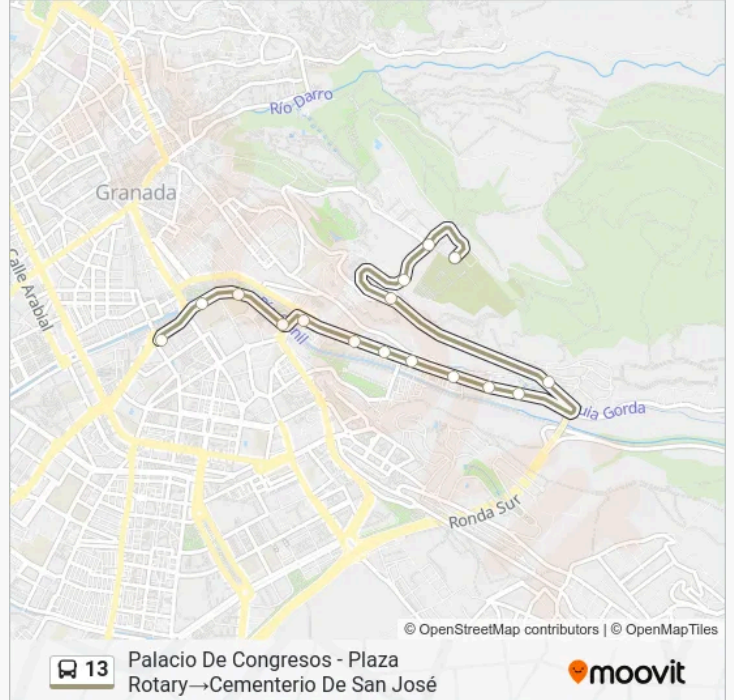 Río Darro
Granada
Calle Arabial
Ronda Sur
© OpenStreetMap contributors | © OpenMapTiles
13
Palacio De Congresos - Plaza
Rotary→Cementerio De San José
moovit